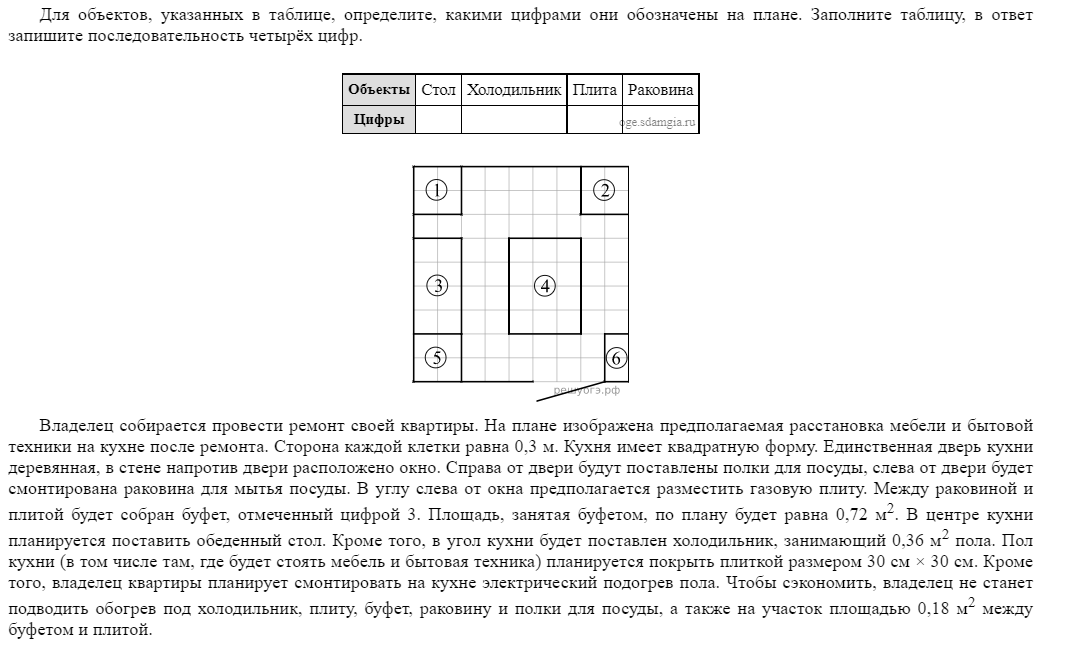 Для объектов, указанных в таблице, определите, какими цифрами они обозначены на плане. Заполните таблицу, в ответ
запишите последовательность четырёх цифр.
Объекты Стол Холодильник Плита Раковина
Цифры
oge.sdamgia.ru
1 2
3 4
5 6
решуогэ.рф
Владелец собирается провести ремонт своей квартиры. На плане изображена предполагаемая расстановка мебели и бытовой
техники на кухне после ремонта. Сторона каждой клетки равна 0,3 м. Кухня имеет квадратную форму. Единственная дверь кухни
деревянная, в стене напротив двери расположено окно. Справа от двери будут поставлены полки для посуды, слева от двери будет
смонтирована раковина для мытья посуды. В углу слева от окна предполагается разместить газовую плиту. Между раковиной и
плитой будет собран буфет, отмеченный цифрой 3. Площадь, занятая буфетом, по плану будет равна 0,72 м². В центре кухни
планируется поставить обеденный стол. Кроме того, в угол кухни будет поставлен холодильник, занимающий 0,36 м² пола. Пол
кухни (в том числе там, где будет стоять мебель и бытовая техника) планируется покрыть плиткой размером 30 см × 30 см. Кроме
того, владелец квартиры планирует смонтировать на кухне электрический подогрев пола. Чтобы сэкономить, владелец не станет
подводить обогрев под холодильник, плиту, буфет, раковину и полки для посуды, а также на участок площадью 0,18 м² между
буфетом и плитой.